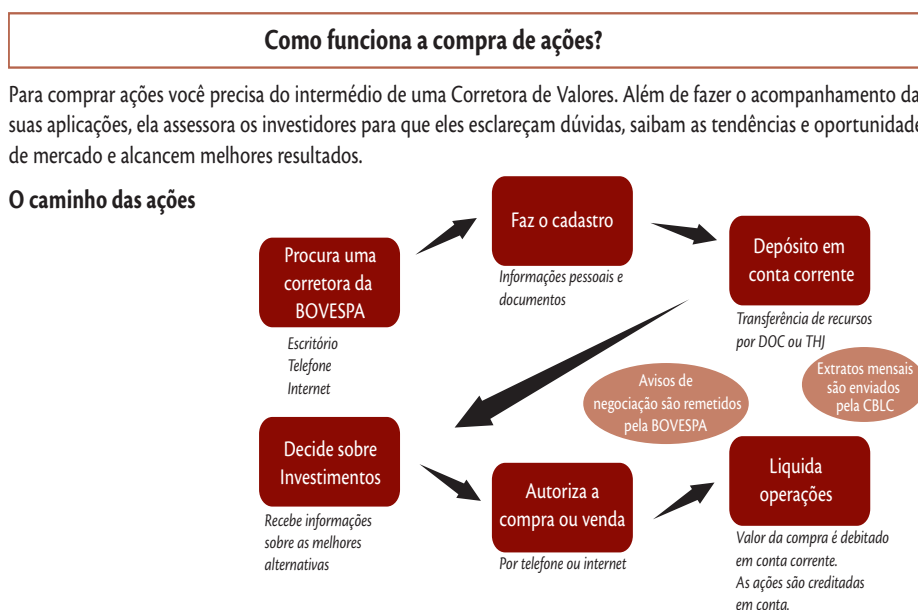 Como funciona a compra de ações?
Para comprar ações você precisa do intermédio de uma Corretora de Valores. Além de fazer o acompanhamento da
suas aplicações, ela assessora os investidores para que eles esclareçam dúvidas, saibam as tendências e oportunidade
de mercado e alcancem melhores resultados.
O caminho das ações
Procura uma
corretora da
BOVESPA
Escritório
Telefone
Internet
Faz o cadastro
Informações pessoais e
documentos
Depósito em
conta corrente
Transferência de recursos
por DOC ou THJ
Avisos de
negociação são remetidos
pela BOVESPA
Extratos mensais
são enviados
pela CBLC
Decide sobre
Investimentos
Recebe informações
sobre as melhores
alternativas
Autoriza a
compra ou venda
Por telefone ou internet
Liquida
operações
Valor da compra é debitado
em conta corrente.
As ações são creditadas
em conta.